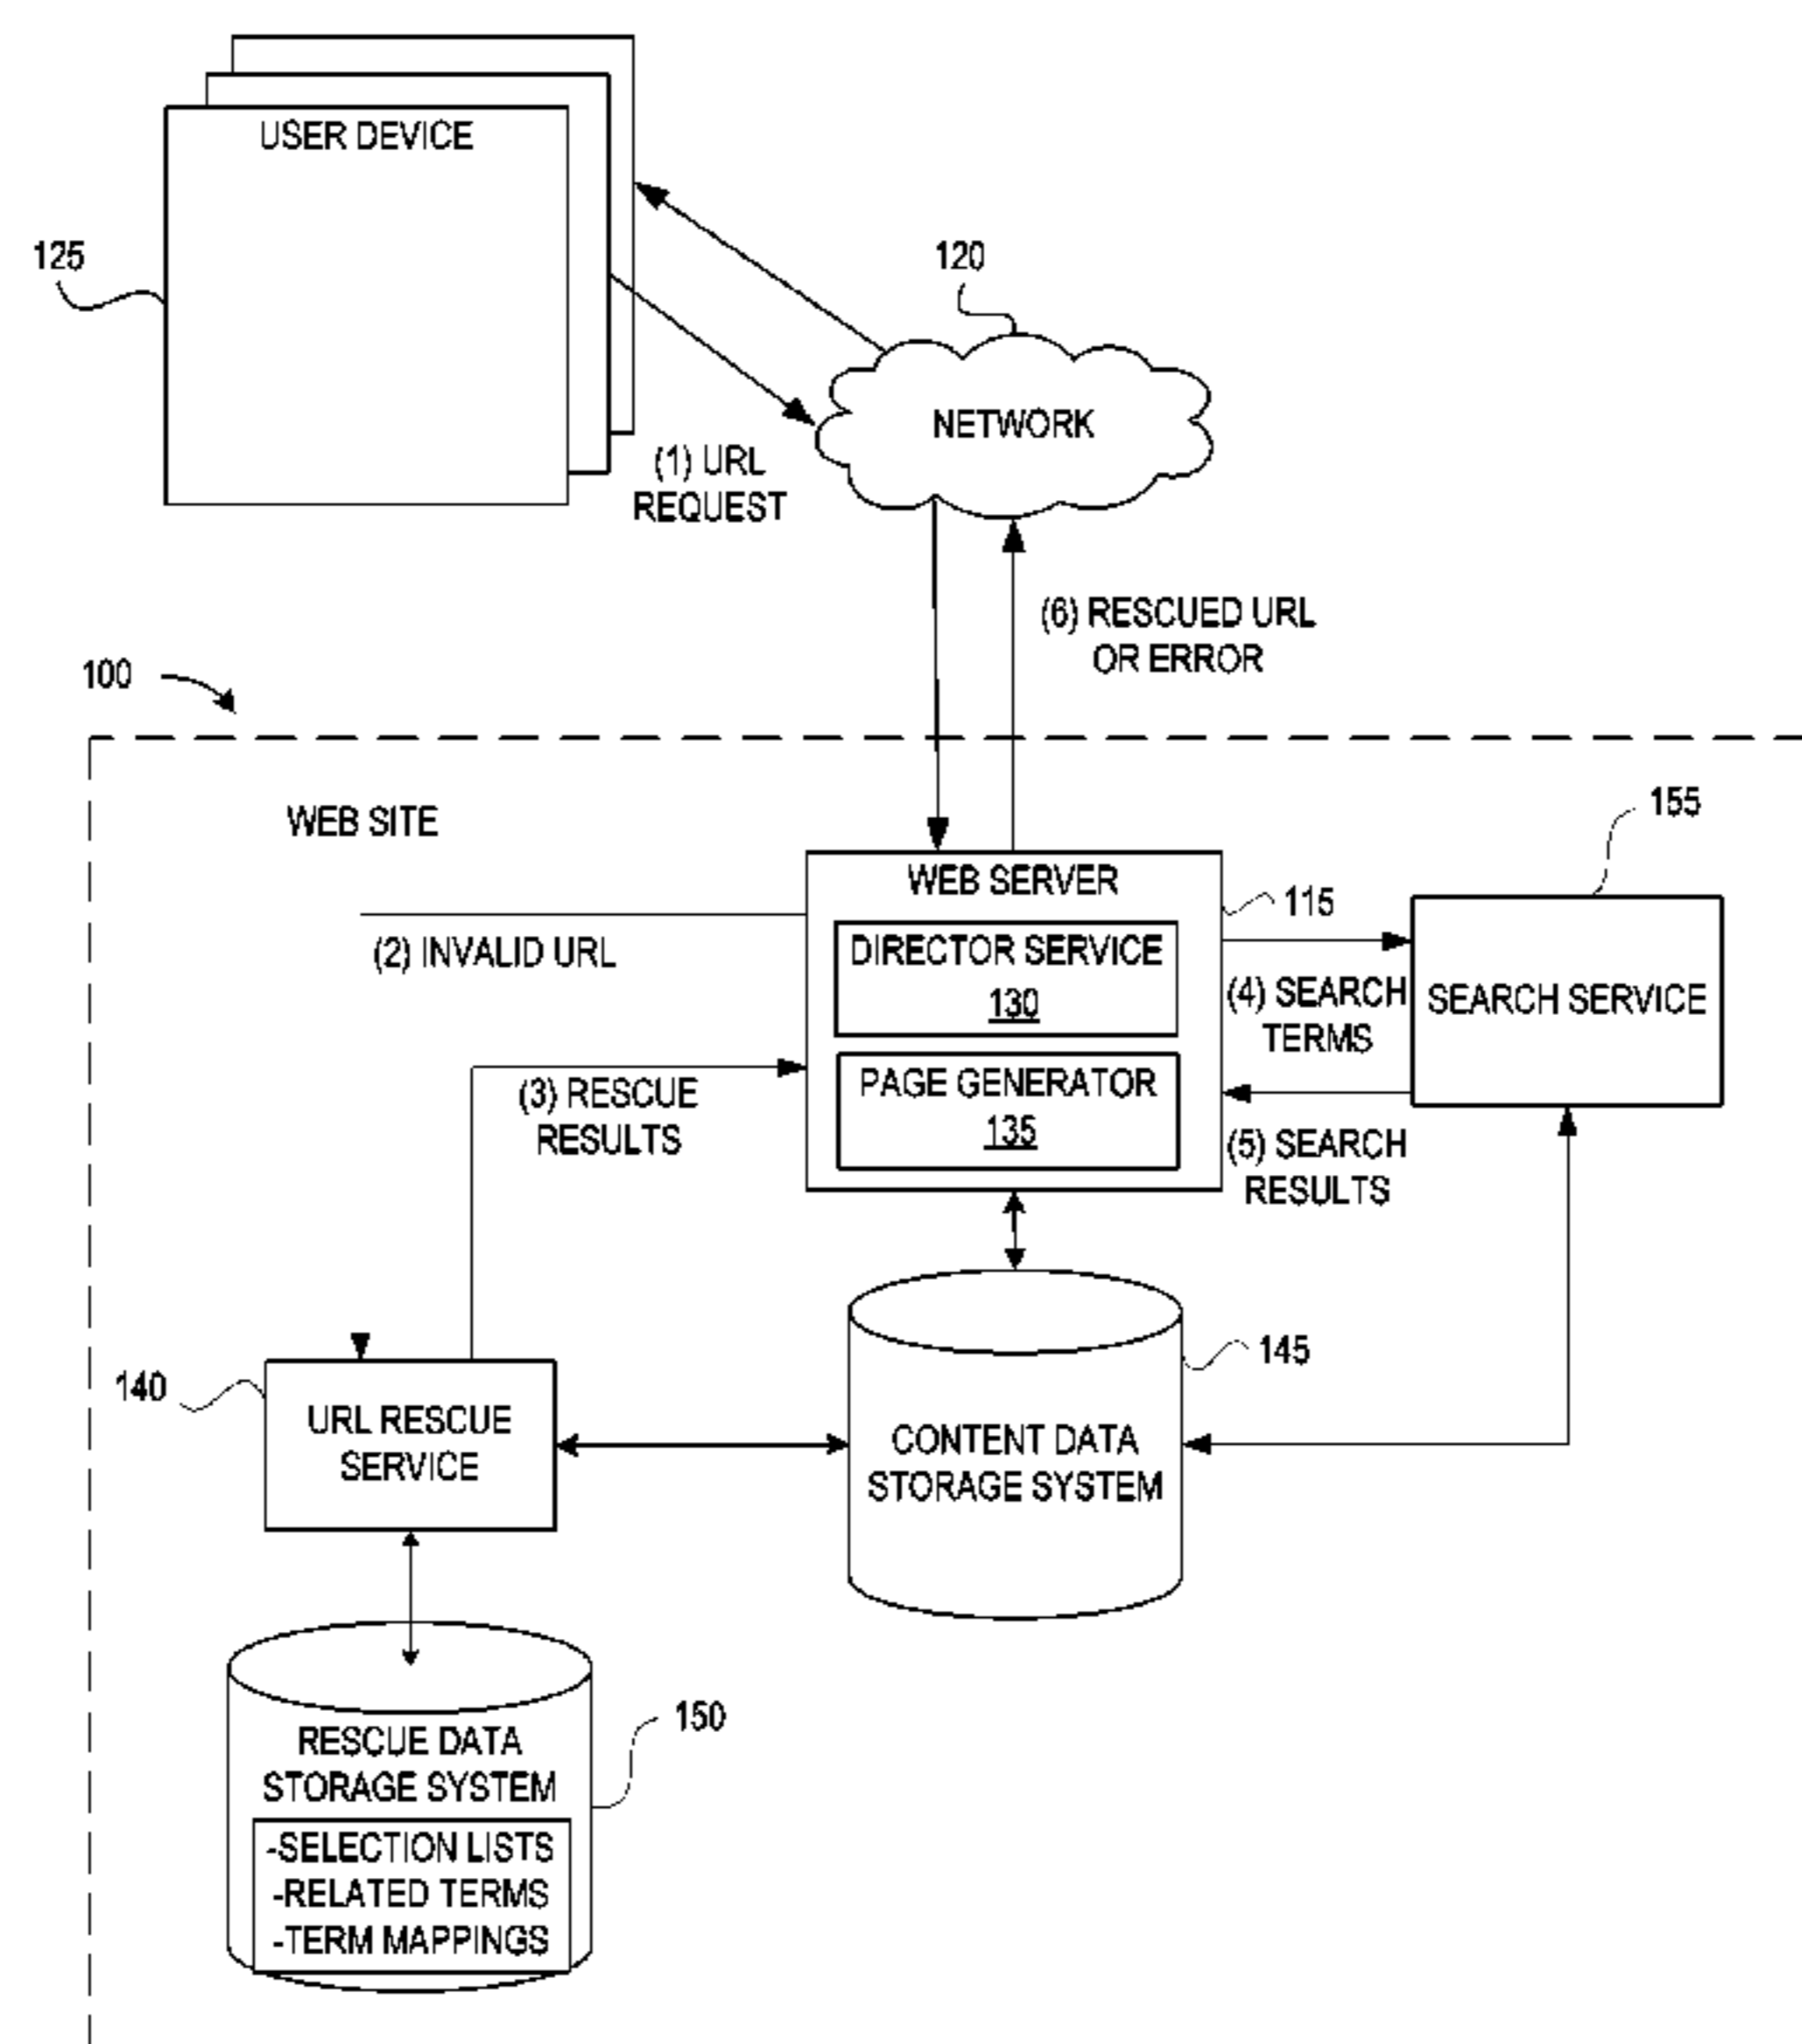 USER DEVICE
125
120
NETWORK
(1) URL
REQUEST
(6) RESCUED URL
OR ERROR
100
WEB SITE
155
WEB SERVER
115
(2) INVALID URL
DIRECTOR SERVICE
130
(4) SEARCH
TERMS
SEARCH SERVICE
(3) RESCUE
RESULTS
PAGE GENERATOR
135
(5) SEARCH
RESULTS
145
140
URL RESCUE
SERVICE
CONTENT DATA
STORAGE SYSTEM
150
RESCUE DATA
STORAGE SYSTEM
-SELECTION LISTS
-RELATED TERMS
-TERM MAPPINGS